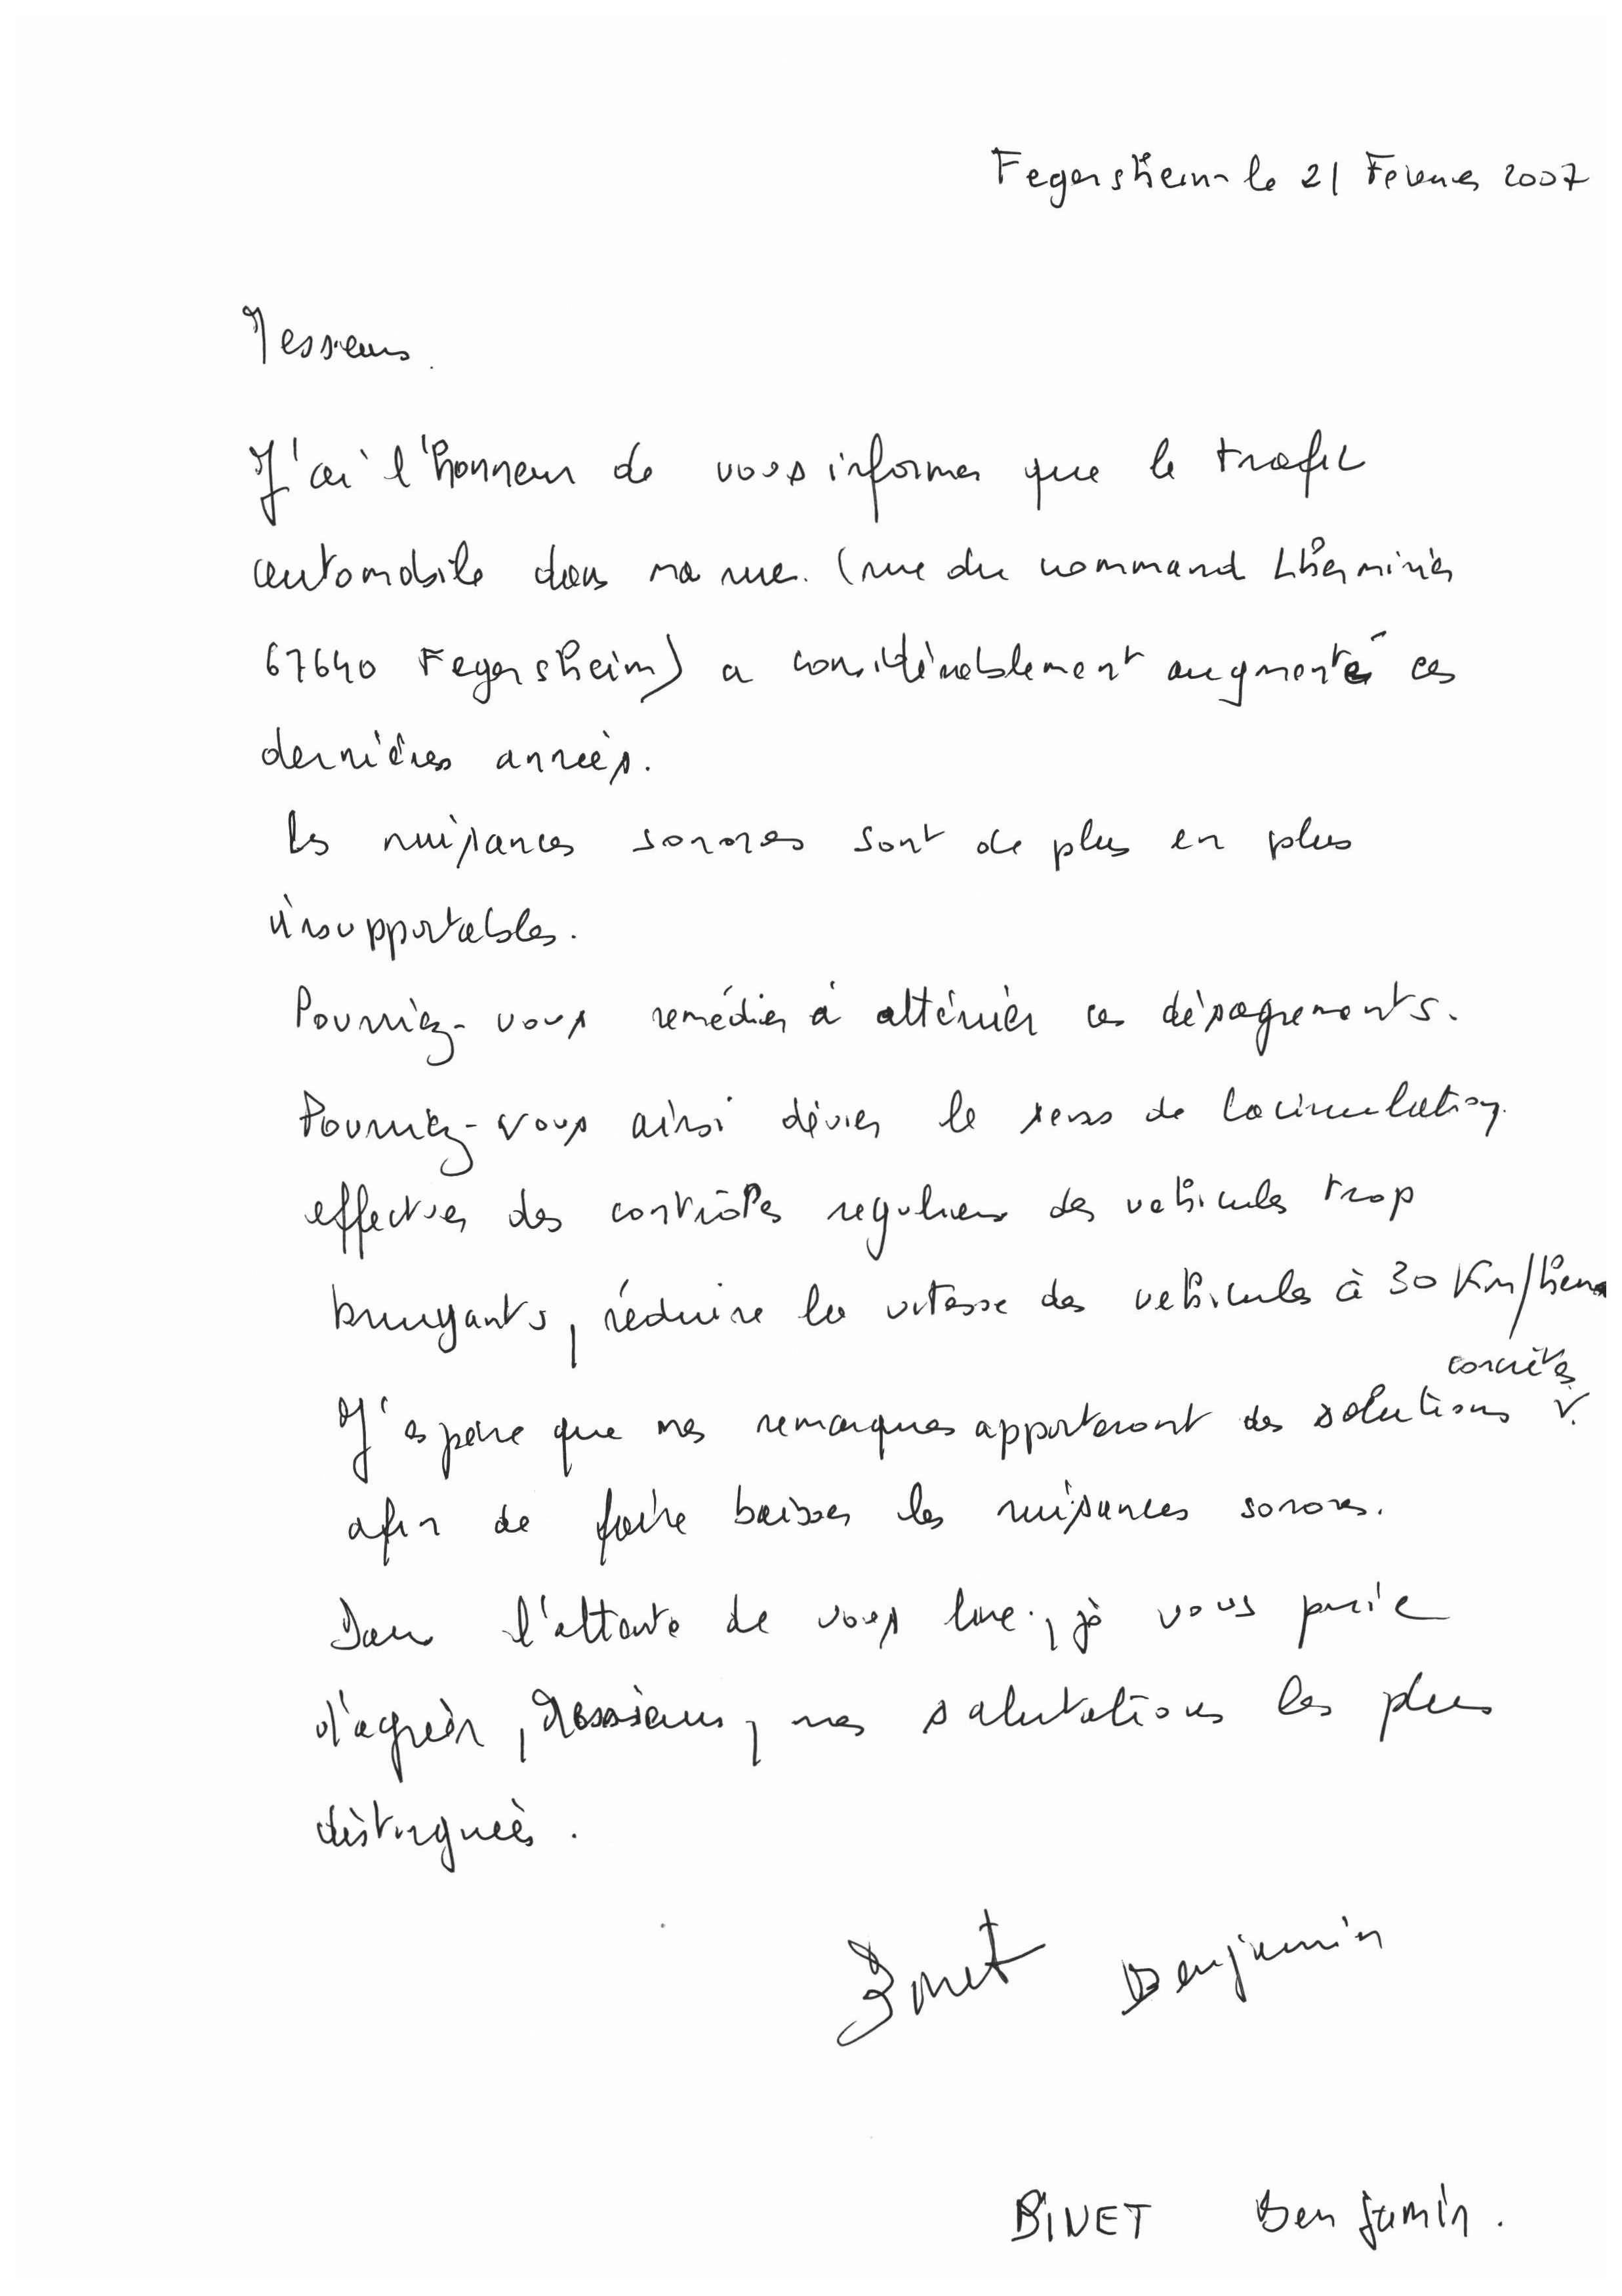 Fegersheim le 21 Février 2007
Messieurs.
J'ai l'honneur de vous informer que le trafic
automobile dans ma rue. (rue du command Lherminier
67640 Fegersheim) a considérablement augmenté ces
dernières années.
Les nuisances sonores sont de plus en plus
insupportables.
Pourriez-vous remédier à atténuer ces désagrements.
Pourriez-vous ainsi dévier le sens de la circulation
effectuer des contrôles reguliers des vehicules trop
bruyants, réduire la vitesse des vehicules à 30 Km/heure
concrètes
J'espere que mes remarques apporteront des solutions V.
afin de faire baisser les nuisances sonores.
Dans l'attente de vous lire, je vous prie
d'agréer, Messieurs, mes salutations les plus
distinguées.
Binet Benjamin
BINET Benjamin.